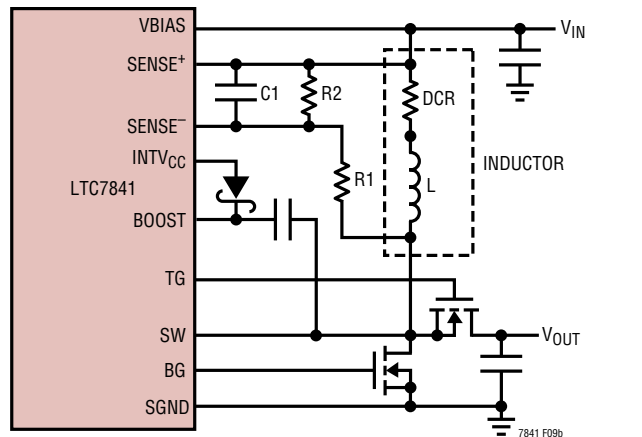 VBIAS
V_IN
SENSE⁺
C1
R2
DCR
SENSE⁻
INTV_CC
LTC7841
R1
L
INDUCTOR
BOOST
TG
SW
V_OUT
BG
SGND
7841 F09b